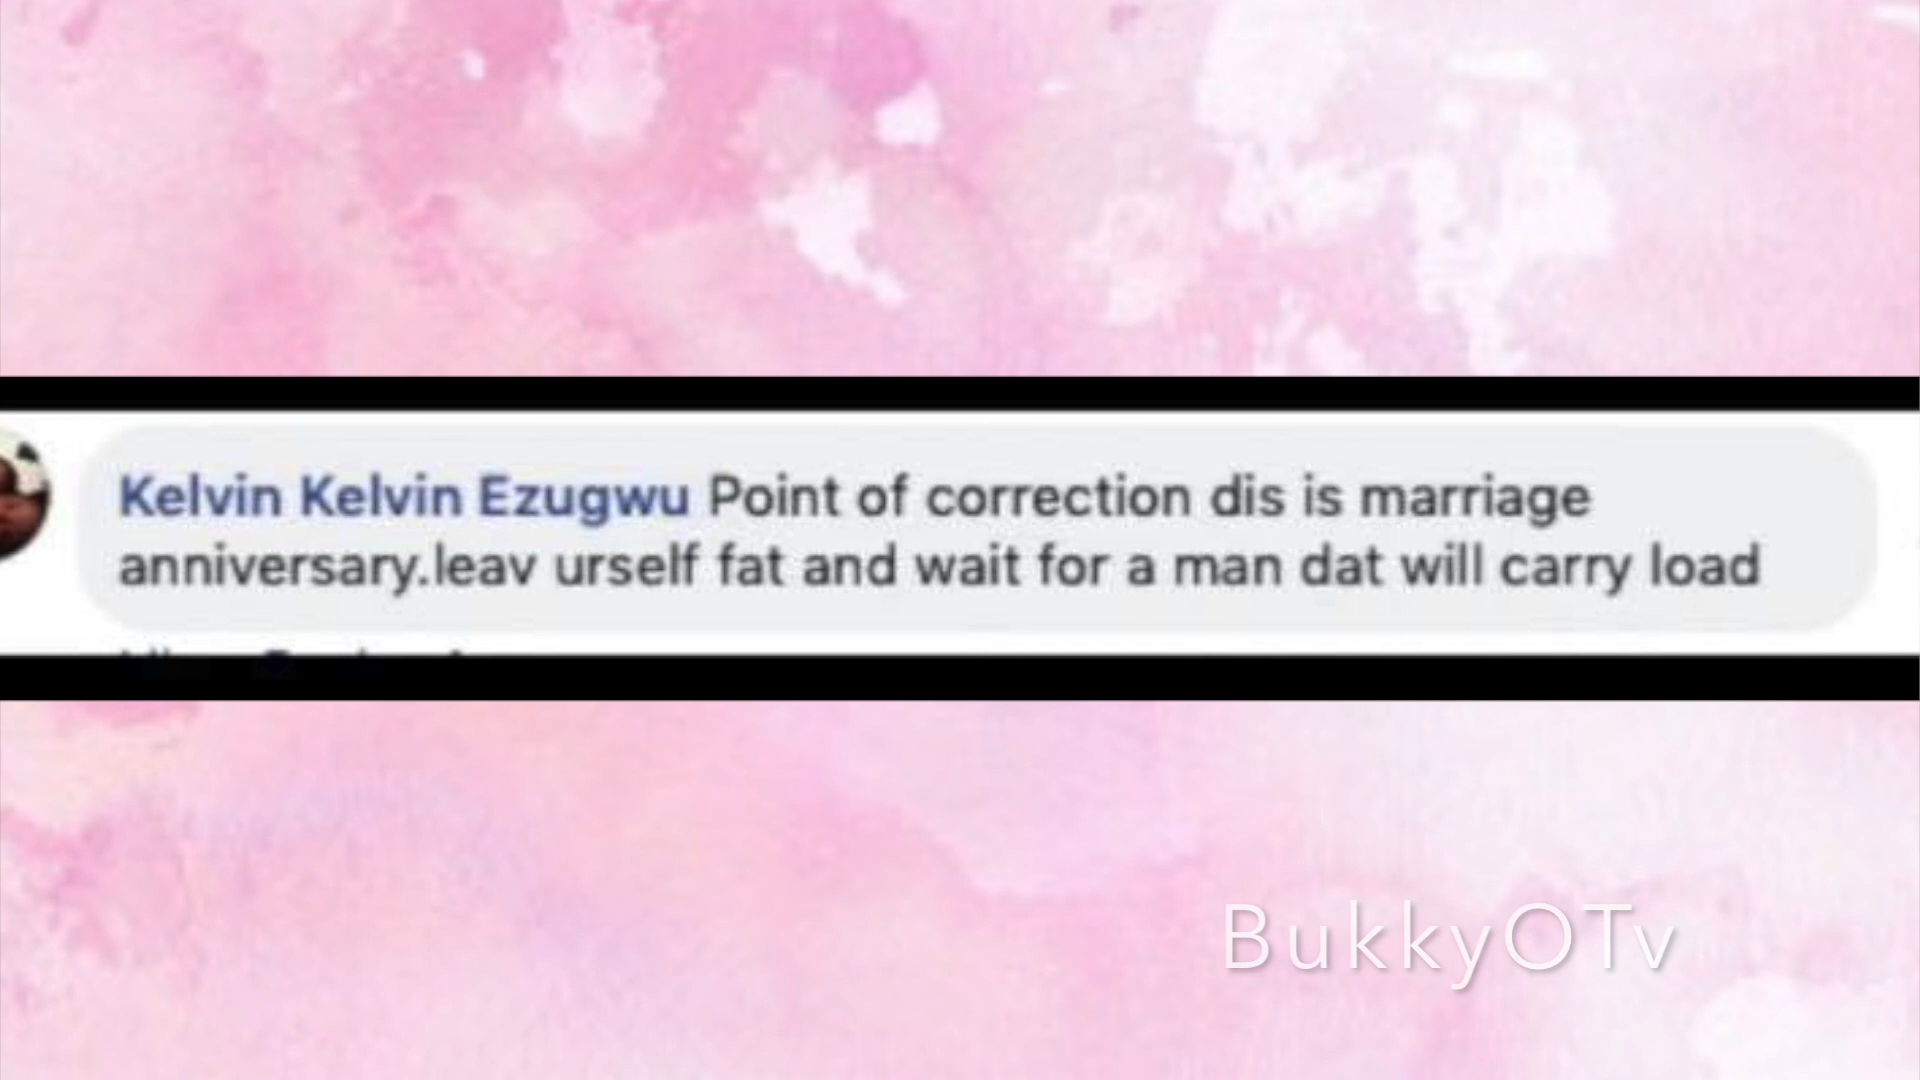 Kelvin Kelvin Ezugwu Point of correction dis is marriage
anniversary.leav urself fat and wait for a man dat will carry load
BukkyOTv